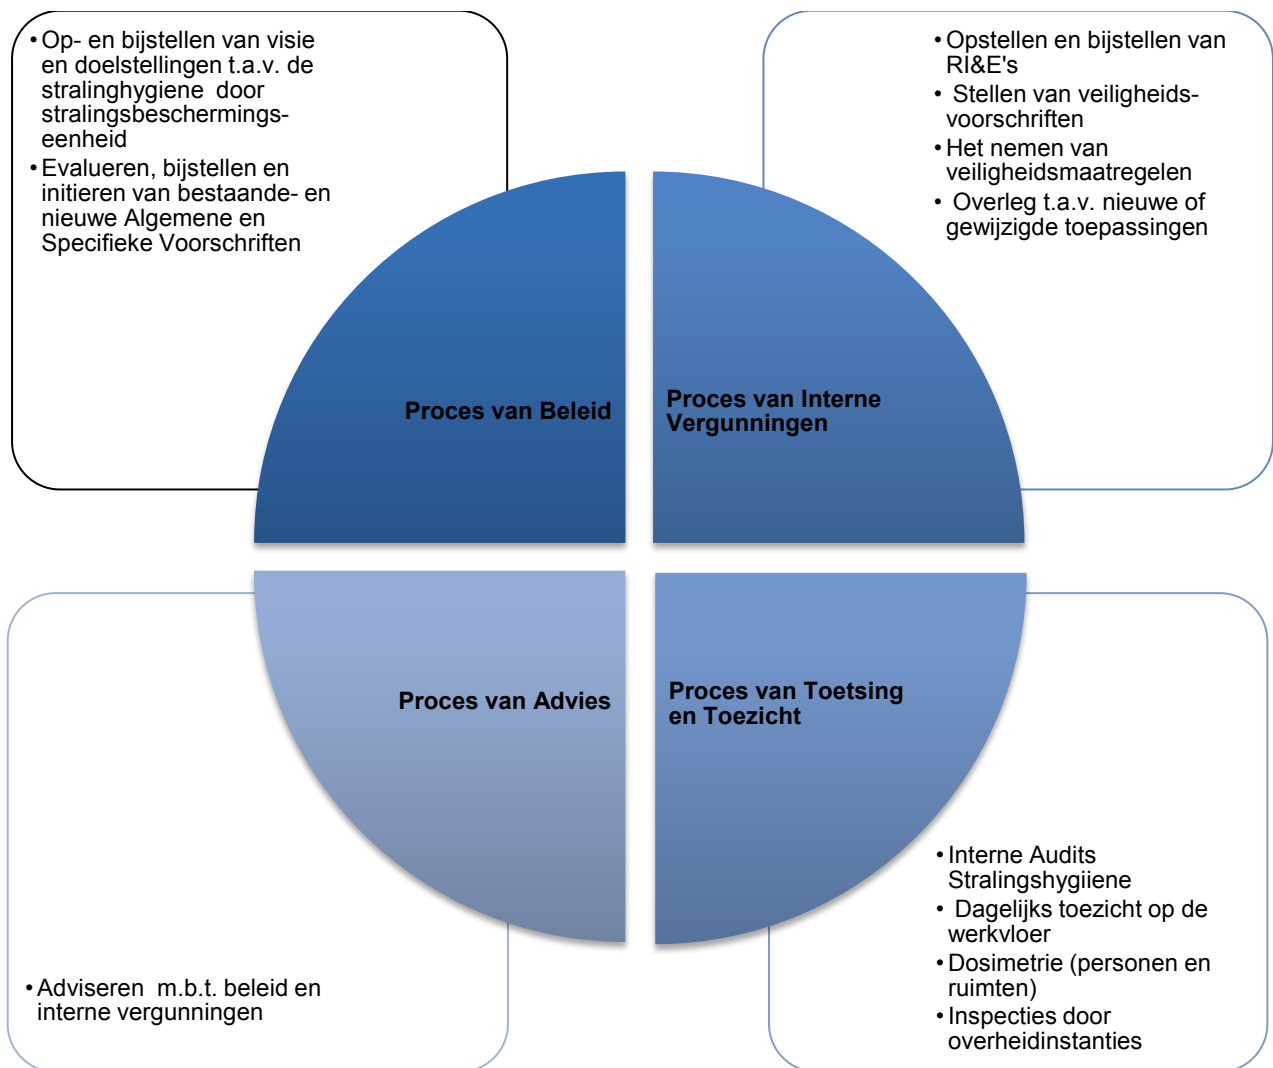 •Op- en bijstellen van visie
en doelstellingen t.a.v. de
stralinghygiene door
stralingsbeschermings-
eenheid
•Evalueren, bijstellen en
initieren van bestaande- en
nieuwe Algemene en
Specifieke Voorschriften
•Opstellen en bijstellen van
RI&E's
• Stellen van veiligheids-
voorschriften
•Het nemen van
veiligheidsmaatregelen
• Overleg t.a.v. nieuwe of
gewijzigde toepassingen
Proces van Beleid
Proces van Interne
Vergunningen
Proces van Advies
Proces van Toetsing
en Toezicht
•Adviseren m.b.t. beleid en
interne vergunningen
•Interne Audits
Stralingshygiiene
• Dagelijks toezicht op de
werkvloer
•Dosimetrie (personen en
ruimten)
•Inspecties door
overheidinstanties